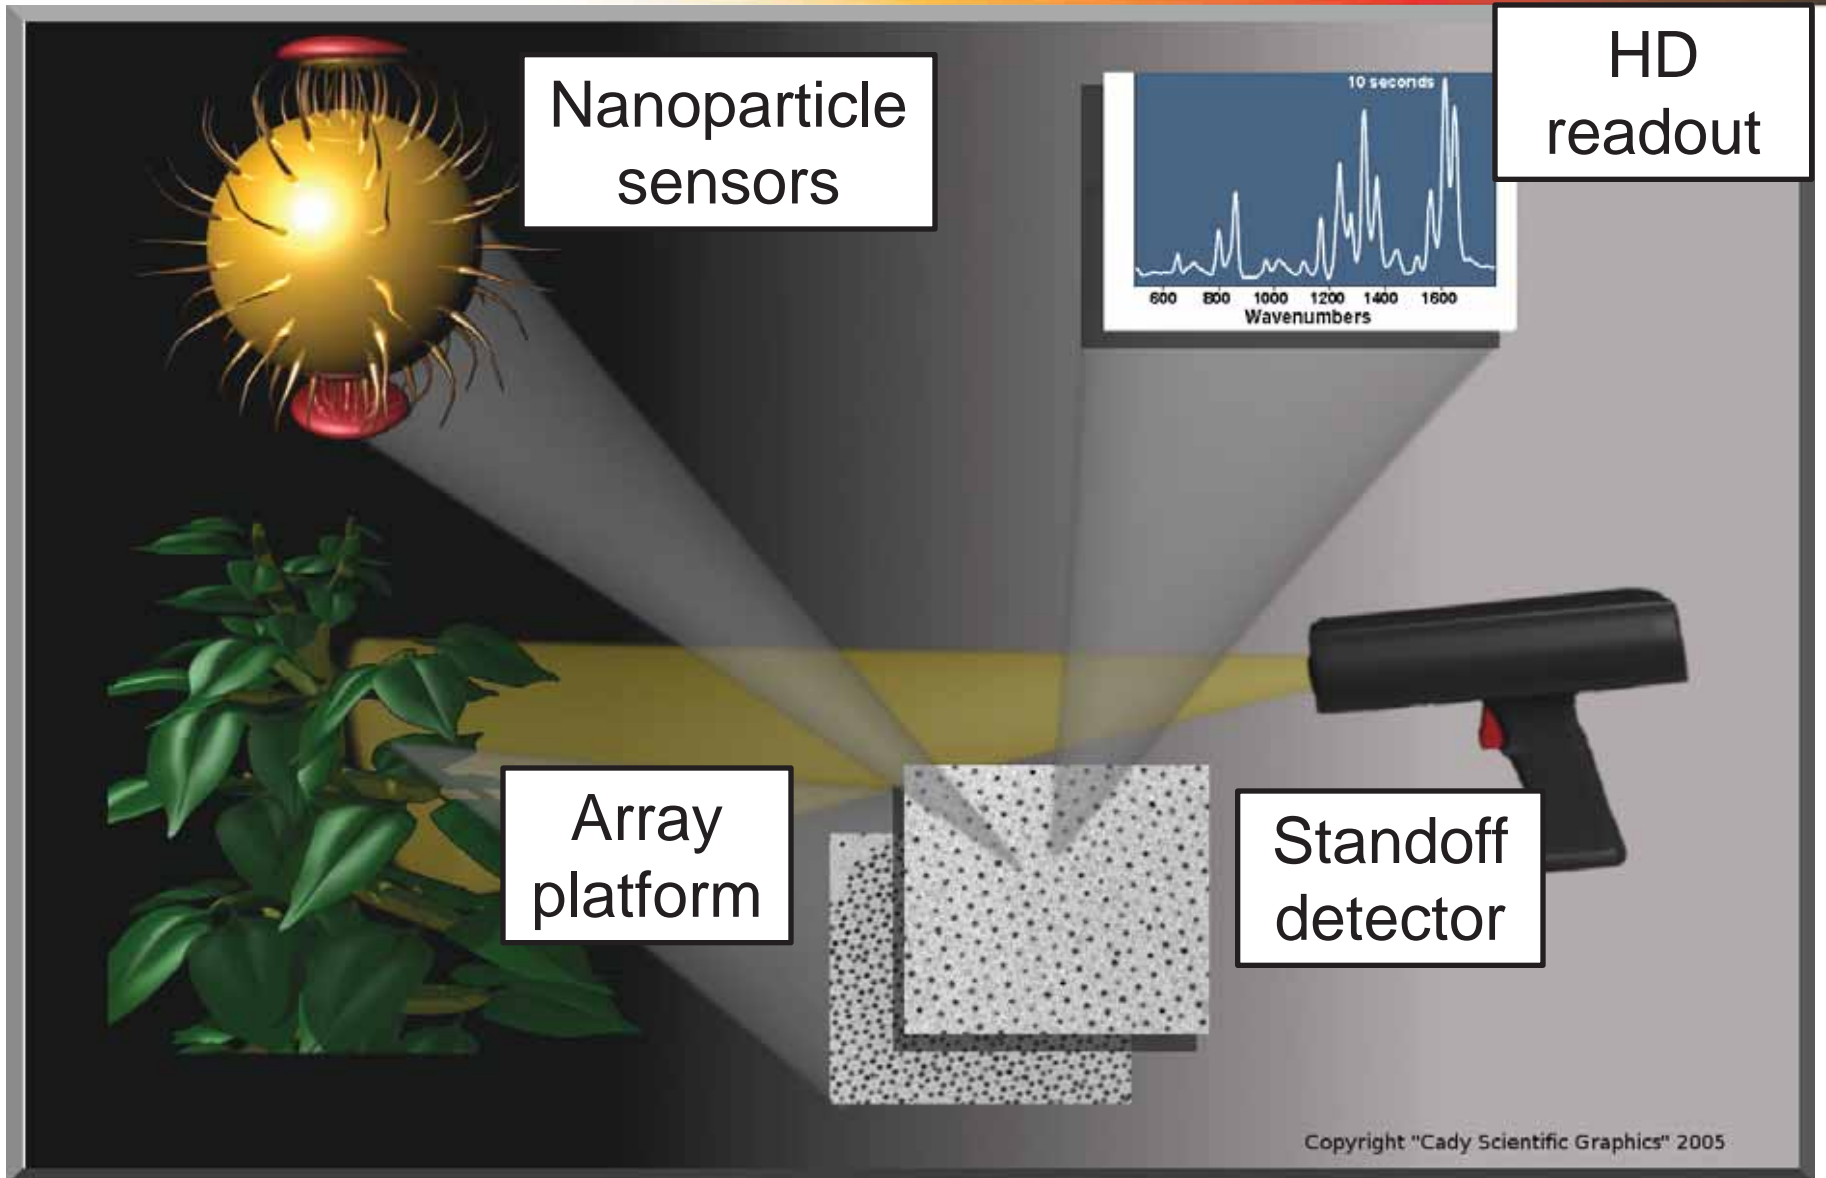 Nanoparticle
sensors
HD
readout
10 seconds
600 800 1000 1200 1400 1600
Wavenumbers
Array
platform
Standoff
detector
Copyright "Cady Scientific Graphics" 2005